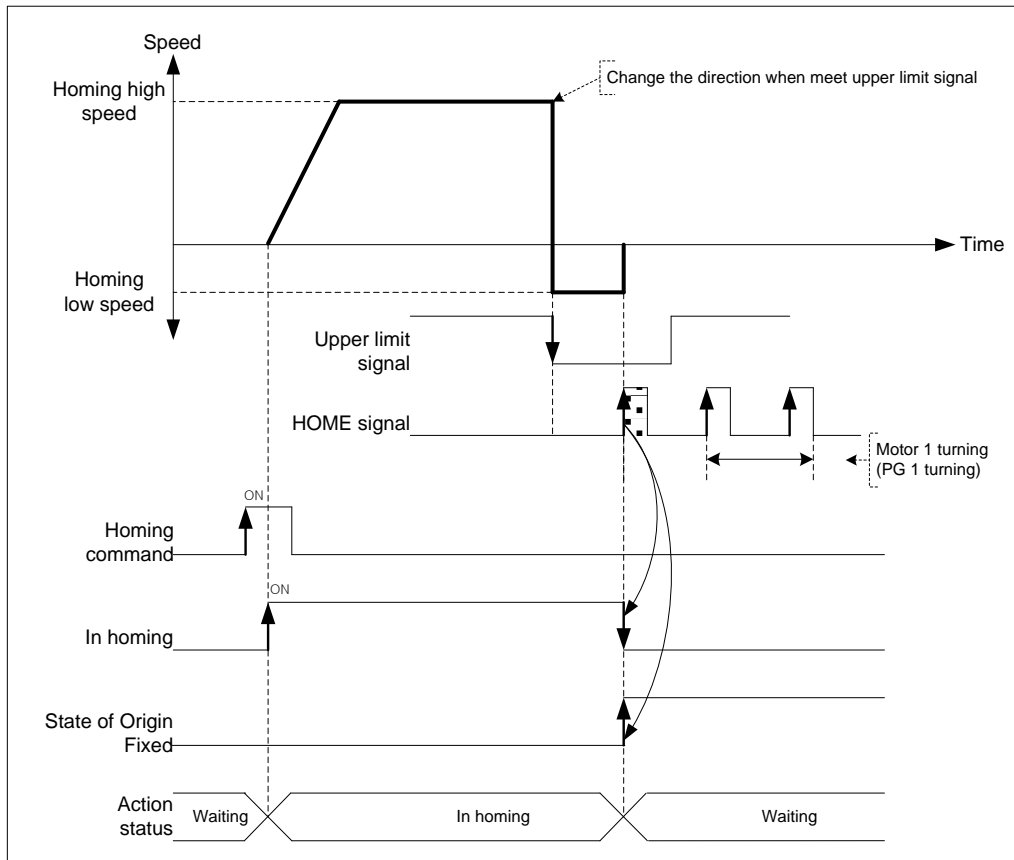 Speed
Homing high
speed
Change the direction when meet upper limit signal
Time
Homing
low speed
Upper limit
signal
HOME signal
Motor 1 turning
(PG 1 turning)
ON
Homing
command
ON
In homing
State of Origin
Fixed
Action
status
Waiting
In homing
Waiting